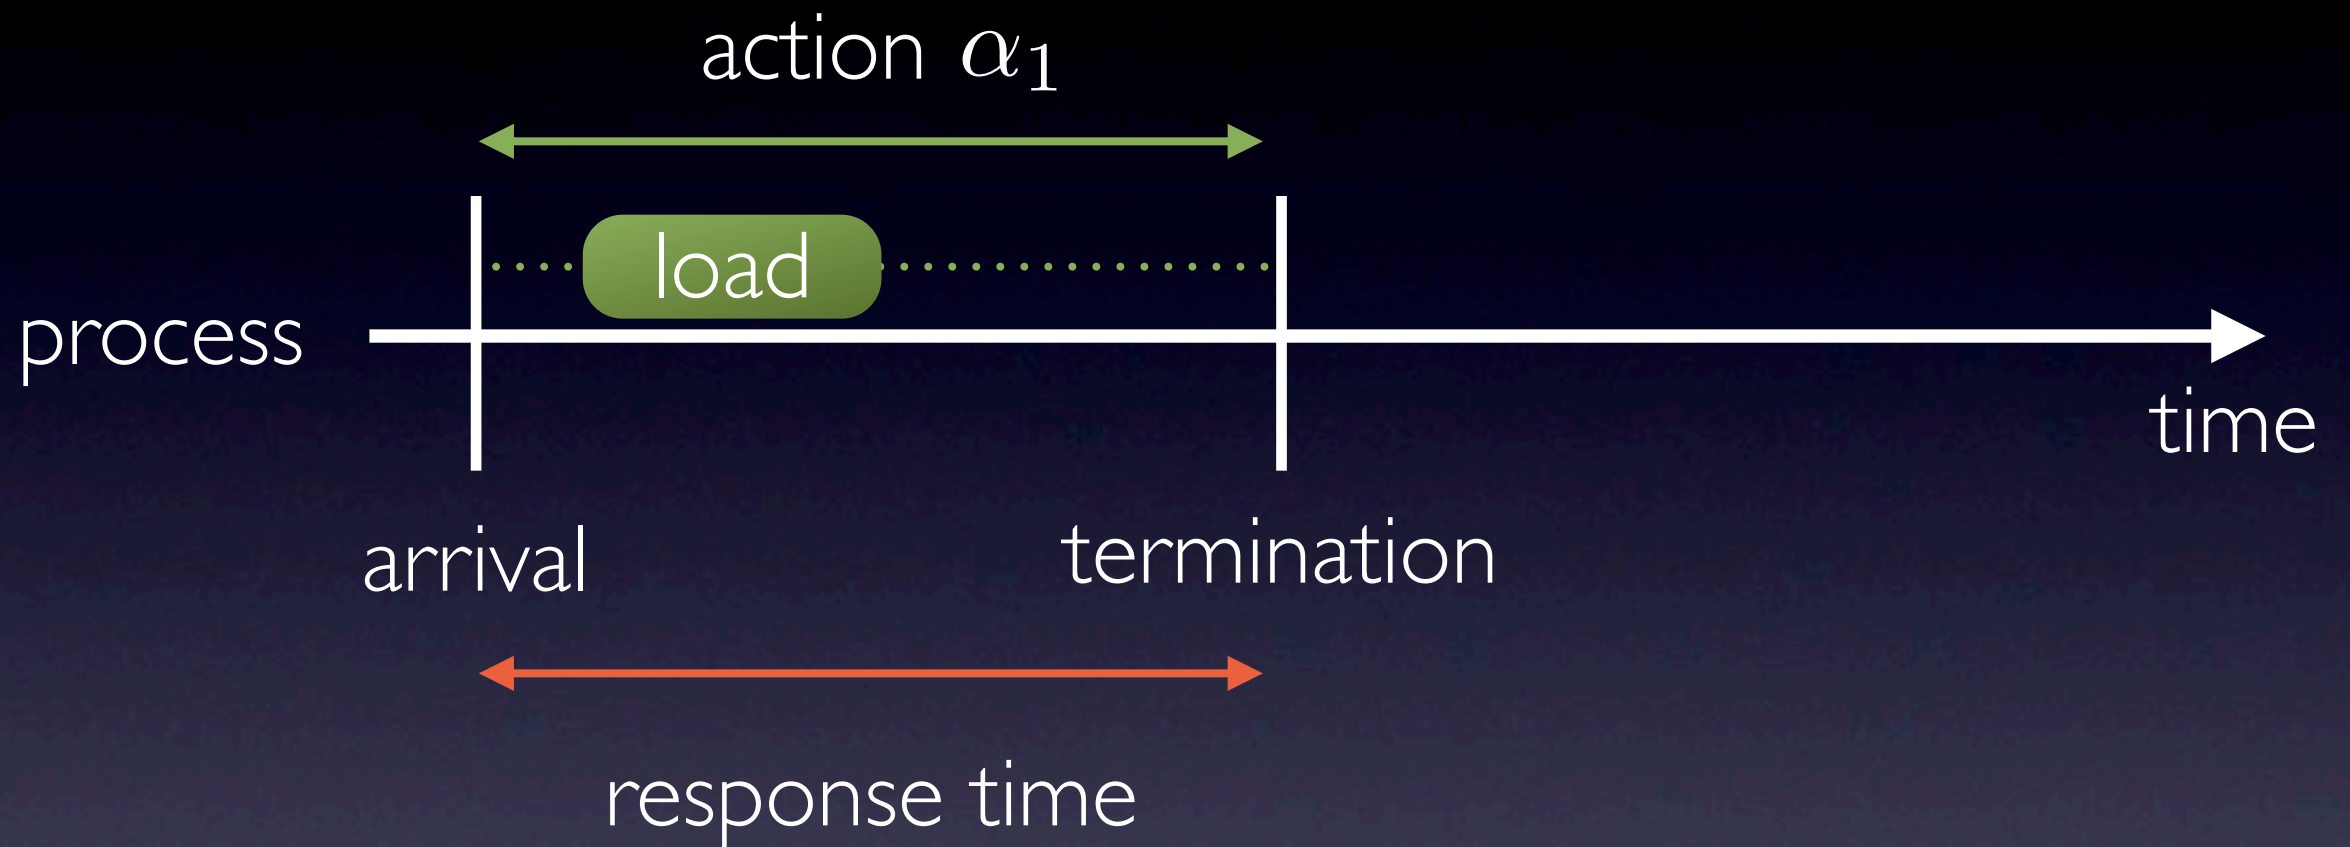 action α₁
load
process
time
arrival
termination
response time